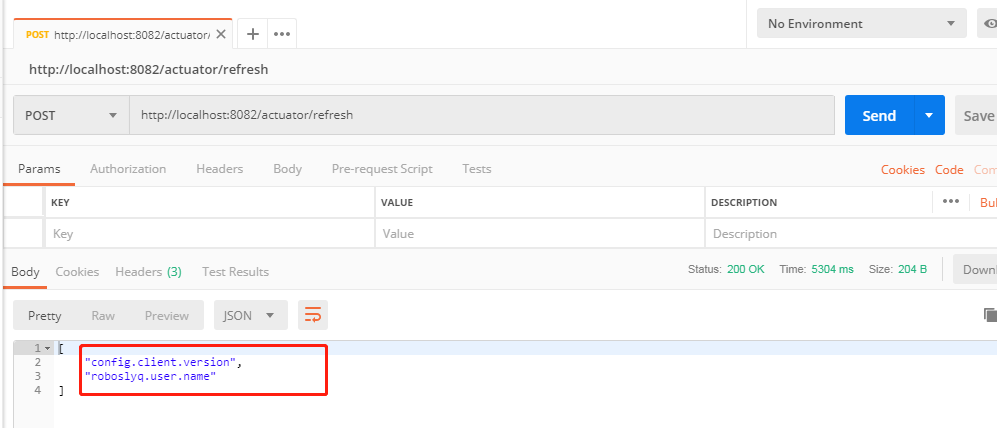 POST http://localhost:8082/actuator/
No Environment
http://localhost:8082/actuator/refresh
POST http://localhost:8082/actuator/refresh Send Save
Params Authorization Headers Body Pre-request Script Tests Cookies Code Com
KEY VALUE DESCRIPTION ••• Bul
Key Value Description
Body Cookies Headers (3) Test Results Status: 200 OK Time: 5304 ms Size: 204 B Downl
Pretty Raw Preview JSON
1 [
2 "config.client.version",
3 "roboslyq.user.name"
4 ]